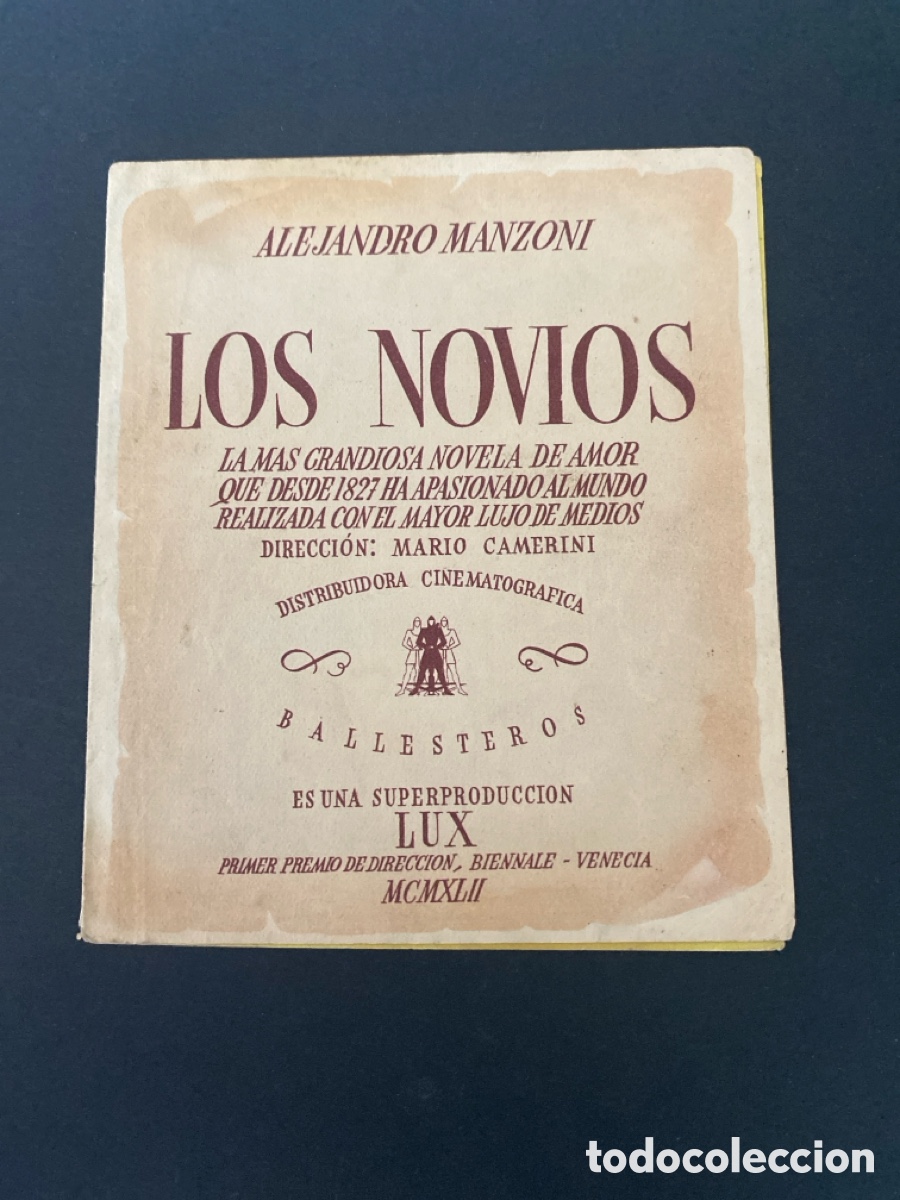 ALEJANDRO MANZONI
LOS NOVIOS
LA MAS GRANDIOSA NOVELA DE AMOR
QUE DESDE 1827 HA APASIONADO AL MUNDO
REALIZADA CON EL MAYOR LUJO DE MEDIOS
DIRECCIÓN: MARIO CAMERINI
DISTRIBUIDORA CINEMATOGRAFICA
BALLESTEROS
ES UNA SUPERPRODUCCION
LUX
PRIMER PREMIO DE DIRECCION, BIENNALE - VENECIA
MCMXLII
todocoleccion